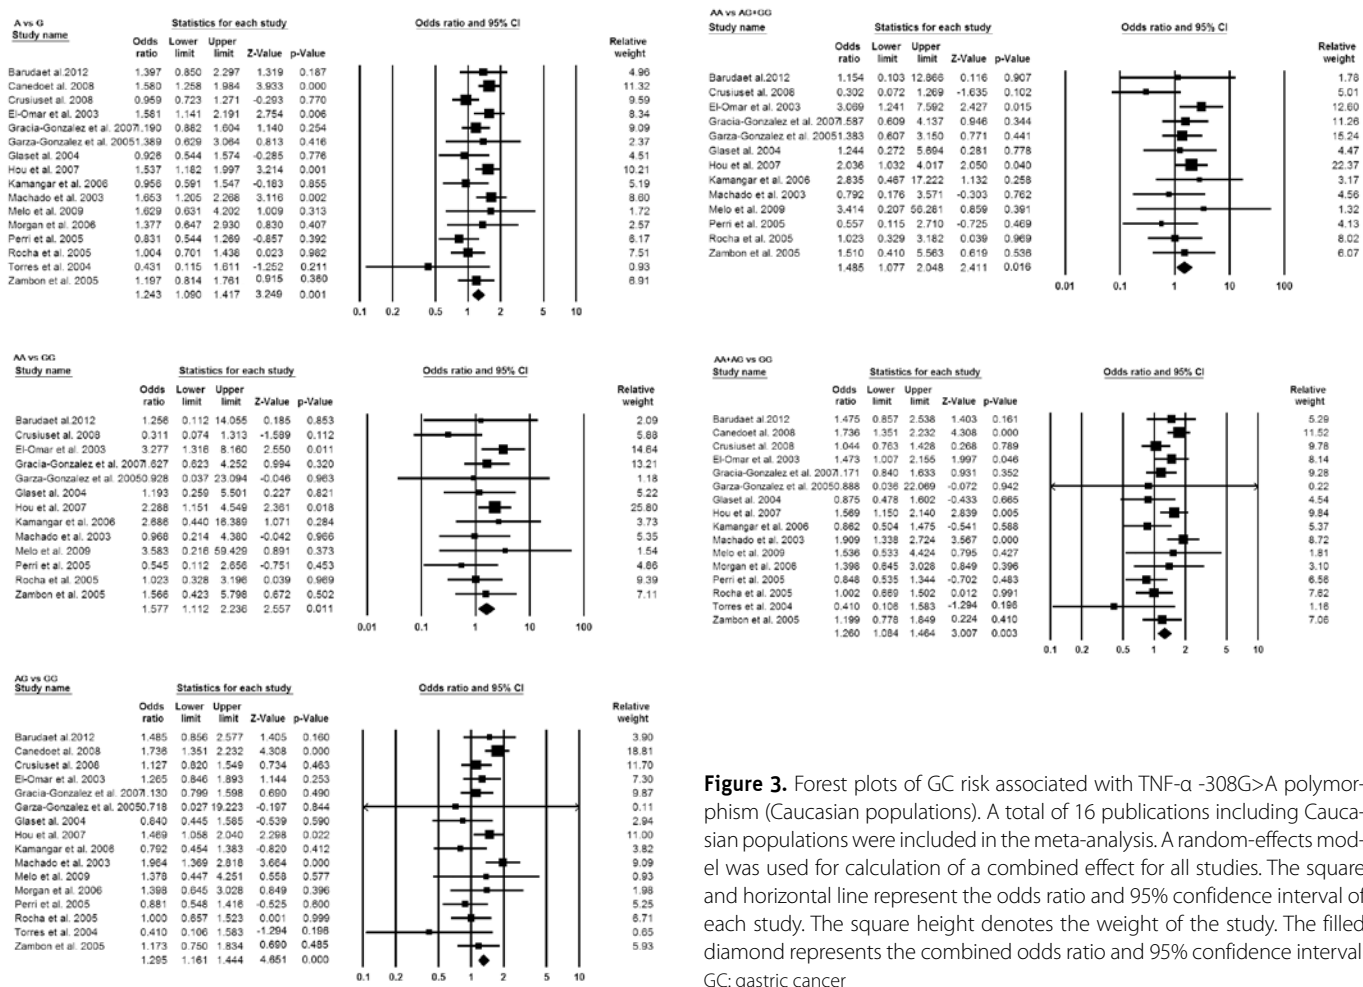 A vs G
Study name Statistics for each study Odds ratio and 95% CI
Odds Lower Upper Relative
ratio limit limit Z-Value p-Value weight
Barudaet al.2012 1.397 0.850 2.297 1.319 0.187 4.96
Canedoet al. 2008 1.580 1.258 1.984 3.933 0.000 11.32
Crusiuset al. 2008 0.959 0.723 1.271 -0.293 0.770 9.59
El-Omar et al. 2003 1.581 1.141 2.191 2.754 0.006 8.34
Gracia-Gonzalez et al. 20071.190 0.882 1.604 1.140 0.254 9.09
Garza-Gonzalez et al. 20051.389 0.629 3.064 0.813 0.416 2.37
Glaset al. 2004 0.926 0.544 1.574 -0.285 0.776 4.51
Hou et al. 2007 1.537 1.182 1.997 3.214 0.001 10.21
Kamangar et al. 2006 0.956 0.591 1.547 -0.183 0.855 5.19
Machado et al. 2003 1.653 1.205 2.268 3.116 0.002 8.60
Melo et al. 2009 1.629 0.631 4.202 1.009 0.313 1.72
Morgan et al. 2006 1.377 0.647 2.930 0.830 0.407 2.57
Perri et al. 2005 0.831 0.544 1.269 -0.857 0.392 6.17
Rocha et al. 2005 1.004 0.701 1.438 0.023 0.982 7.51
Torres et al. 2004 0.431 0.115 1.611 -1.252 0.211 0.93
Zambon et al. 2005 1.197 0.814 1.761 0.915 0.360 6.91
1.243 1.090 1.417 3.249 0.001
0.1 0.2 0.5 1 2 5 10
AA vs AG+GG
Study name Statistics for each study Odds ratio and 95% CI
Odds Lower Upper Relative
ratio limit limit Z-Value p-Value weight
Barudaet al.2012 1.154 0.103 12.866 0.116 0.907 1.78
Crusiuset al. 2008 0.302 0.072 1.269 -1.635 0.102 5.01
El-Omar et al. 2003 3.069 1.241 7.592 2.427 0.015 12.60
Gracia-Gonzalez et al. 20071.587 0.609 4.137 0.946 0.344 11.26
Garza-Gonzalez et al. 20051.383 0.607 3.150 0.771 0.441 15.24
Glaset al. 2004 1.244 0.272 5.694 0.281 0.778 4.47
Hou et al. 2007 2.036 1.032 4.017 2.050 0.040 22.37
Kamangar et al. 2006 2.835 0.467 17.222 1.132 0.258 3.17
Machado et al. 2003 0.792 0.176 3.571 -0.303 0.762 4.56
Melo et al. 2009 3.414 0.207 56.261 0.859 0.391 1.32
Perri et al. 2005 0.557 0.115 2.710 -0.725 0.469 4.13
Rocha et al. 2005 1.023 0.329 3.182 0.039 0.969 8.02
Zambon et al. 2005 1.510 0.410 5.563 0.619 0.536 6.07
1.485 1.077 2.048 2.411 0.016
0.01 0.1 1 10 100
AA vs GG
Study name Statistics for each study Odds ratio and 95% CI
Odds Lower Upper Relative
ratio limit limit Z-Value p-Value weight
Barudaet al.2012 1.256 0.112 14.055 0.185 0.853 2.09
Crusiuset al. 2008 0.311 0.074 1.313 -1.589 0.112 5.88
El-Omar et al. 2003 3.277 1.316 8.160 2.550 0.011 14.64
Gracia-Gonzalez et al. 20071.627 0.623 4.252 0.994 0.320 13.21
Garza-Gonzalez et al. 20050.928 0.037 23.094 -0.046 0.963 1.18
Glaset al. 2004 1.193 0.259 5.501 0.227 0.821 5.22
Hou et al. 2007 2.288 1.151 4.549 2.361 0.018 25.80
Kamangar et al. 2006 2.686 0.440 16.389 1.071 0.284 3.73
Machado et al. 2003 0.968 0.214 4.380 -0.042 0.966 5.35
Melo et al. 2009 3.583 0.216 59.429 0.891 0.373 1.54
Perri et al. 2005 0.545 0.112 2.656 -0.751 0.453 4.86
Rocha et al. 2005 1.023 0.328 3.196 0.039 0.969 9.39
Zambon et al. 2005 1.566 0.423 5.798 0.672 0.502 7.11
1.577 1.112 2.236 2.557 0.011
0.01 0.1 1 10 100
AA+AG vs GG
Study name Statistics for each study Odds ratio and 95% CI
Odds Lower Upper Relative
ratio limit limit Z-Value p-Value weight
Barudaet al.2012 1.475 0.857 2.538 1.403 0.161 5.29
Canedoet al. 2008 1.736 1.351 2.232 4.308 0.000 11.52
Crusiuset al. 2008 1.044 0.763 1.428 0.268 0.789 9.78
El-Omar et al. 2003 1.473 1.007 2.155 1.997 0.046 8.14
Gracia-Gonzalez et al. 20071.171 0.840 1.633 0.931 0.352 9.28
Garza-Gonzalez et al. 20050.888 0.036 22.069 -0.072 0.942 0.22
Glaset al. 2004 0.875 0.478 1.602 -0.433 0.665 4.54
Hou et al. 2007 1.569 1.150 2.140 2.839 0.005 9.84
Kamangar et al. 2006 0.862 0.504 1.475 -0.541 0.588 5.37
Machado et al. 2003 1.909 1.338 2.724 3.567 0.000 8.72
Melo et al. 2009 1.536 0.533 4.424 0.795 0.427 1.81
Morgan et al. 2006 1.398 0.645 3.028 0.849 0.396 3.10
Perri et al. 2005 0.848 0.535 1.344 -0.702 0.483 6.56
Rocha et al. 2005 1.002 0.669 1.502 0.012 0.991 7.62
Torres et al. 2004 0.410 0.106 1.583 -1.294 0.196 1.16
Zambon et al. 2005 1.199 0.778 1.849 0.224 0.410 7.06
1.260 1.084 1.464 3.007 0.003
0.1 0.2 0.5 1 2 5 10
AG vs GG
Study name Statistics for each study Odds ratio and 95% CI
Odds Lower Upper Relative
ratio limit limit Z-Value p-Value weight
Barudaet al.2012 1.485 0.856 2.577 1.405 0.160 3.90
Canedoet al. 2008 1.736 1.351 2.232 4.308 0.000 18.81
Crusiuset al. 2008 1.127 0.820 1.549 0.734 0.463 11.70
El-Omar et al. 2003 1.265 0.846 1.893 1.144 0.253 7.30
Gracia-Gonzalez et al. 20071.130 0.799 1.598 0.690 0.490 9.87
Garza-Gonzalez et al. 20050.718 0.027 19.223 -0.197 0.844 0.11
Glaset al. 2004 0.840 0.445 1.585 -0.539 0.590 2.94
Hou et al. 2007 1.469 1.058 2.040 2.298 0.022 11.00
Kamangar et al. 2006 0.792 0.454 1.383 -0.820 0.412 3.82
Machado et al. 2003 1.964 1.369 2.818 3.664 0.000 9.09
Melo et al. 2009 1.378 0.447 4.251 0.558 0.577 0.93
Morgan et al. 2006 1.398 0.645 3.028 0.849 0.396 1.98
Perri et al. 2005 0.881 0.548 1.416 -0.525 0.600 5.25
Rocha et al. 2005 1.000 0.657 1.523 0.001 0.999 6.71
Torres et al. 2004 0.410 0.106 1.583 -1.294 0.196 0.65
Zambon et al. 2005 1.173 0.750 1.834 0.690 0.485 5.93
1.295 1.161 1.444 4.651 0.000
0.1 0.2 0.5 1 2 5 10
Figure 3. Forest plots of GC risk associated with TNF-α -308G>A polymor-
phism (Caucasian populations). A total of 16 publications including Cauca-
sian populations were included in the meta-analysis. A random-effects mod-
el was used for calculation of a combined effect for all studies. The square
and horizontal line represent the odds ratio and 95% confidence interval of
each study. The square height denotes the weight of the study. The filled
diamond represents the combined odds ratio and 95% confidence interval
GC: gastric cancer